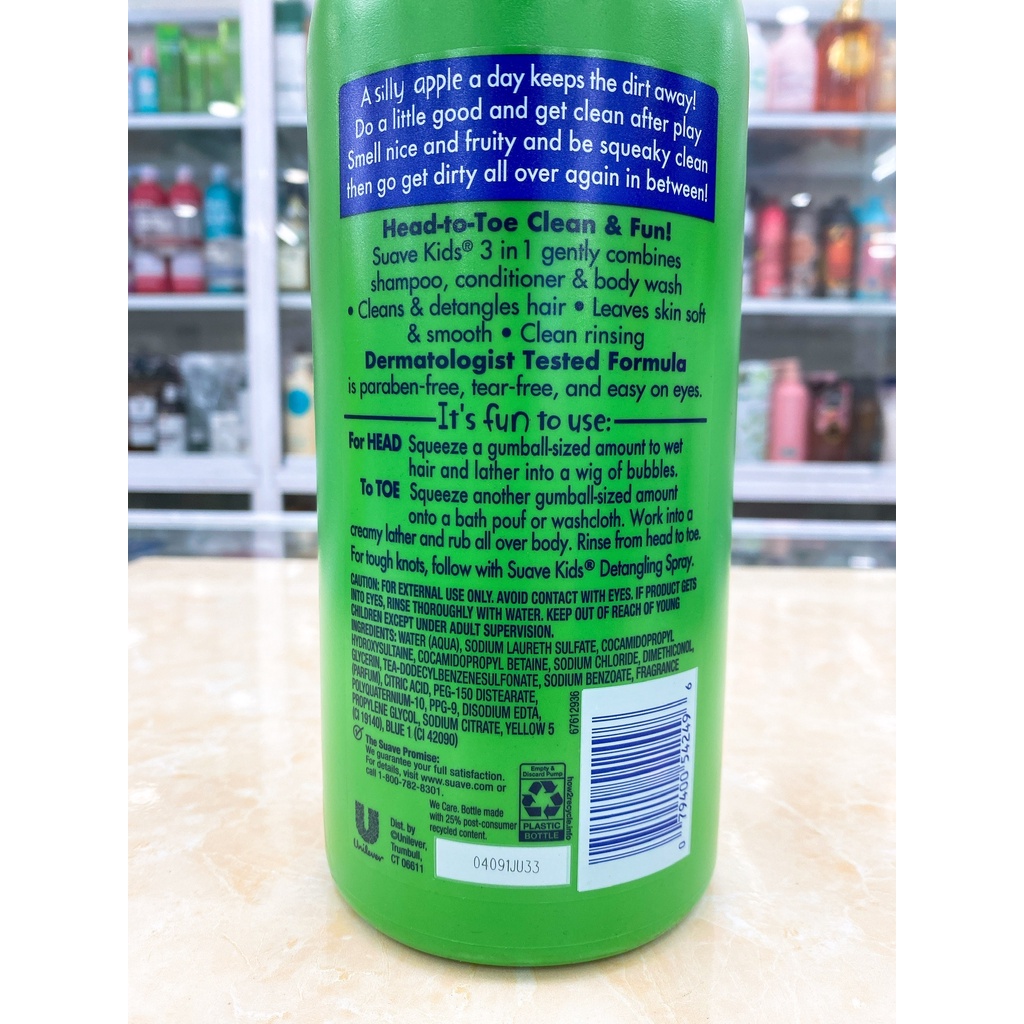 A silly apple a day keeps the dirt away!
Do a little good and get clean after play
Smell nice and fruity and be squeaky clean
then go get dirty all over again in between!
Head-to-Toe Clean & Fun!
Suave Kids® 3 in 1 gently combines
shampoo, conditioner & body wash
• Cleans & detangles hair • Leaves skin soft
& smooth • Clean rinsing
Dermatologist Tested Formula
is paraben-free, tear-free, and easy on eyes.
It's fun to use:
For HEAD Squeeze a gumball-sized amount to wet
hair and lather into a wig of bubbles.
To TOE Squeeze another gumball-sized amount
onto a bath pouf or washcloth. Work into a
creamy lather and rub all over body. Rinse from head to toe.
For tough knots, follow with Suave Kids® Detangling Spray.
CAUTION: FOR EXTERNAL USE ONLY. AVOID CONTACT WITH EYES. IF PRODUCT GETS
INTO EYES, RINSE THOROUGHLY WITH WATER. KEEP OUT OF REACH OF YOUNG
CHILDREN EXCEPT UNDER ADULT SUPERVISION.
INGREDIENTS: WATER (AQUA), SODIUM LAURETH SULFATE, COCAMIDOPROPYL
HYDROXYSULTAINE, COCAMIDOPROPYL BETAINE, SODIUM CHLORIDE, DIMETHICONOL,
GLYCERIN, TEA-DODECYLBENZENESULFONATE, SODIUM BENZOATE, FRAGRANCE
(PARFUM), CITRIC ACID, PEG-150 DISTEARATE,
POLYQUATERNIUM-10, PPG-9, DISODIUM EDTA,
PROPYLENE GLYCOL, SODIUM CITRATE, YELLOW 5
(CI 19140), BLUE 1 (CI 42090)
67612936
The Suave Promise:
We guarantee your full satisfaction.
For details, visit www.suave.com or
call 1-800-782-8301.
We Care. Bottle made
with 25% post-consumer
recycled content.
Unilever
Dist. by
©Unilever,
Trumbull,
CT 06611
Empty &
Discard Pump
PLASTIC
BOTTLE
how2recycle.info
04091JU33
0 79400 54249 6